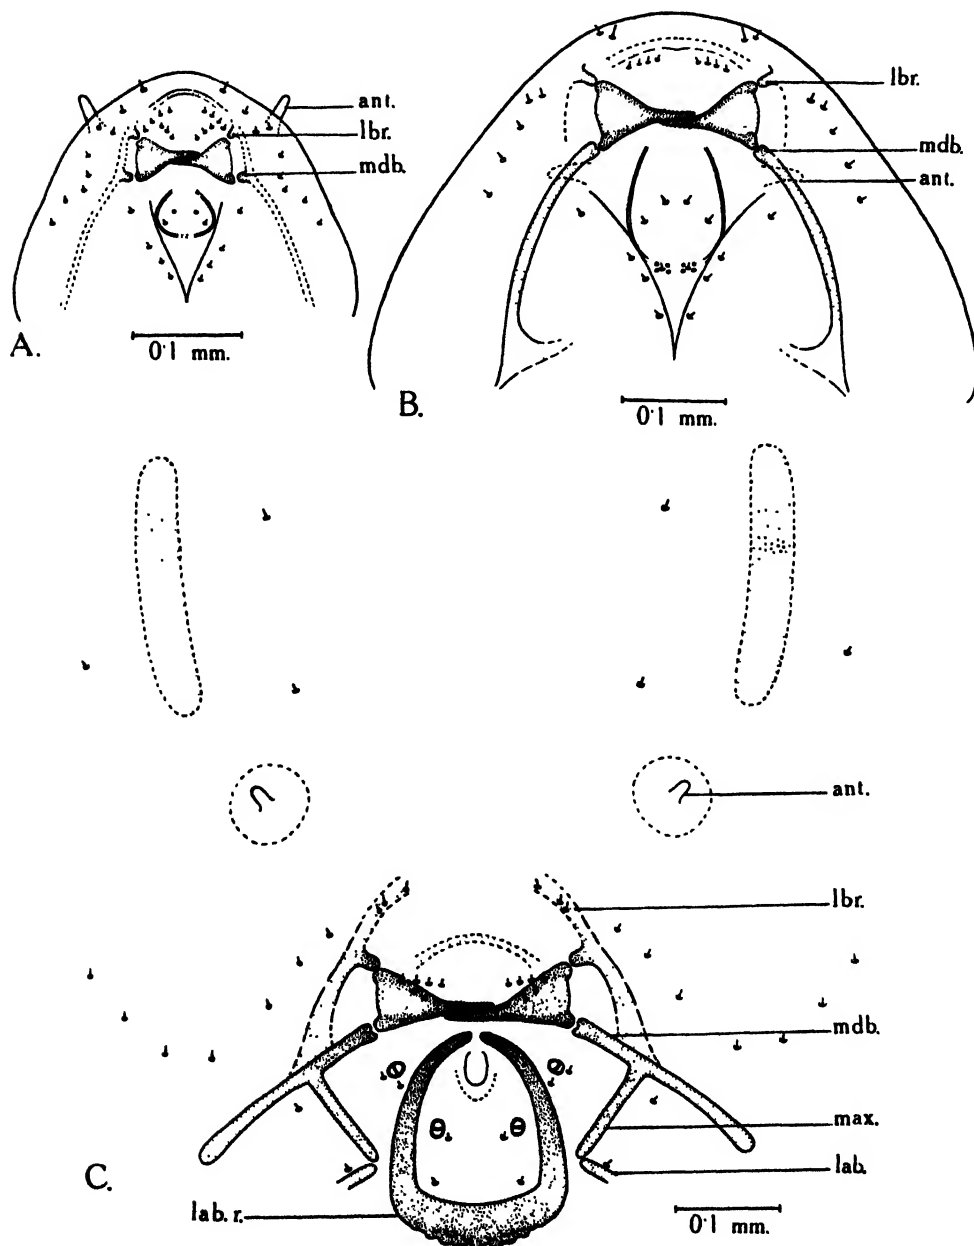 ant.
lbr.
mdb.
A.
0·1 mm.
lbr.
mdb.
ant.
B.
0·1 mm.
ant.
lbr.
mdb.
max.
lab.
C.
lab. r.
0·1 mm.